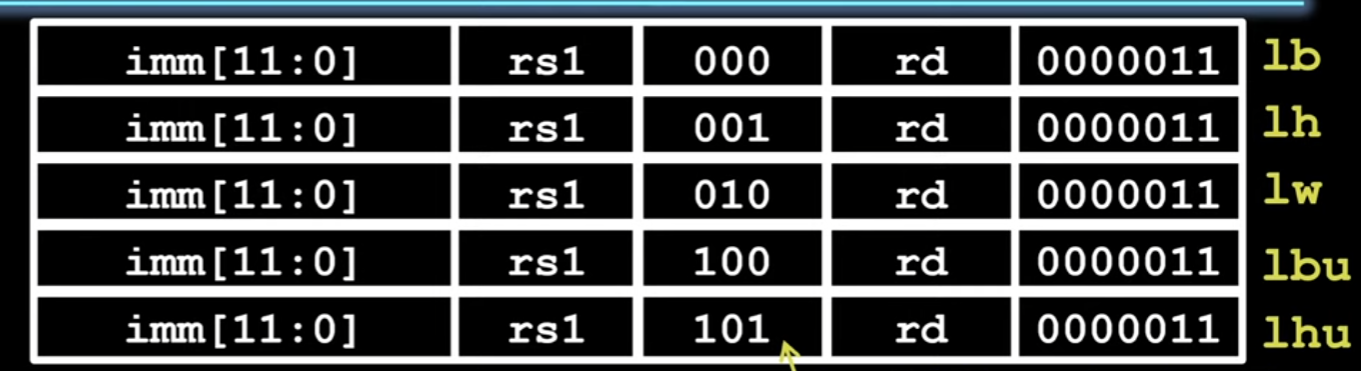 imm[11:0] rs1 000 rd 0000011 lb
imm[11:0] rs1 001 rd 0000011 lh
imm[11:0] rs1 010 rd 0000011 lw
imm[11:0] rs1 100 rd 0000011 lbu
imm[11:0] rs1 101 rd 0000011 lhu